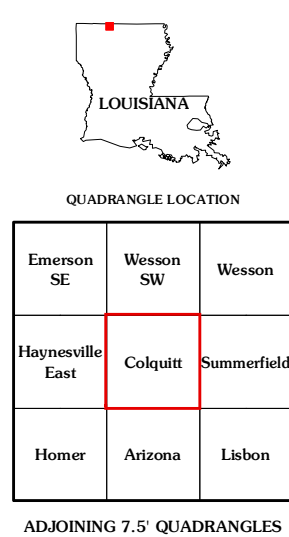 LOUISIANA
QUADRANGLE LOCATION
Emerson
SE
Wesson
SW
Wesson
Haynesville
East
Colquitt
Summerfield
Homer
Arizona
Lisbon
ADJOINING 7.5' QUADRANGLES